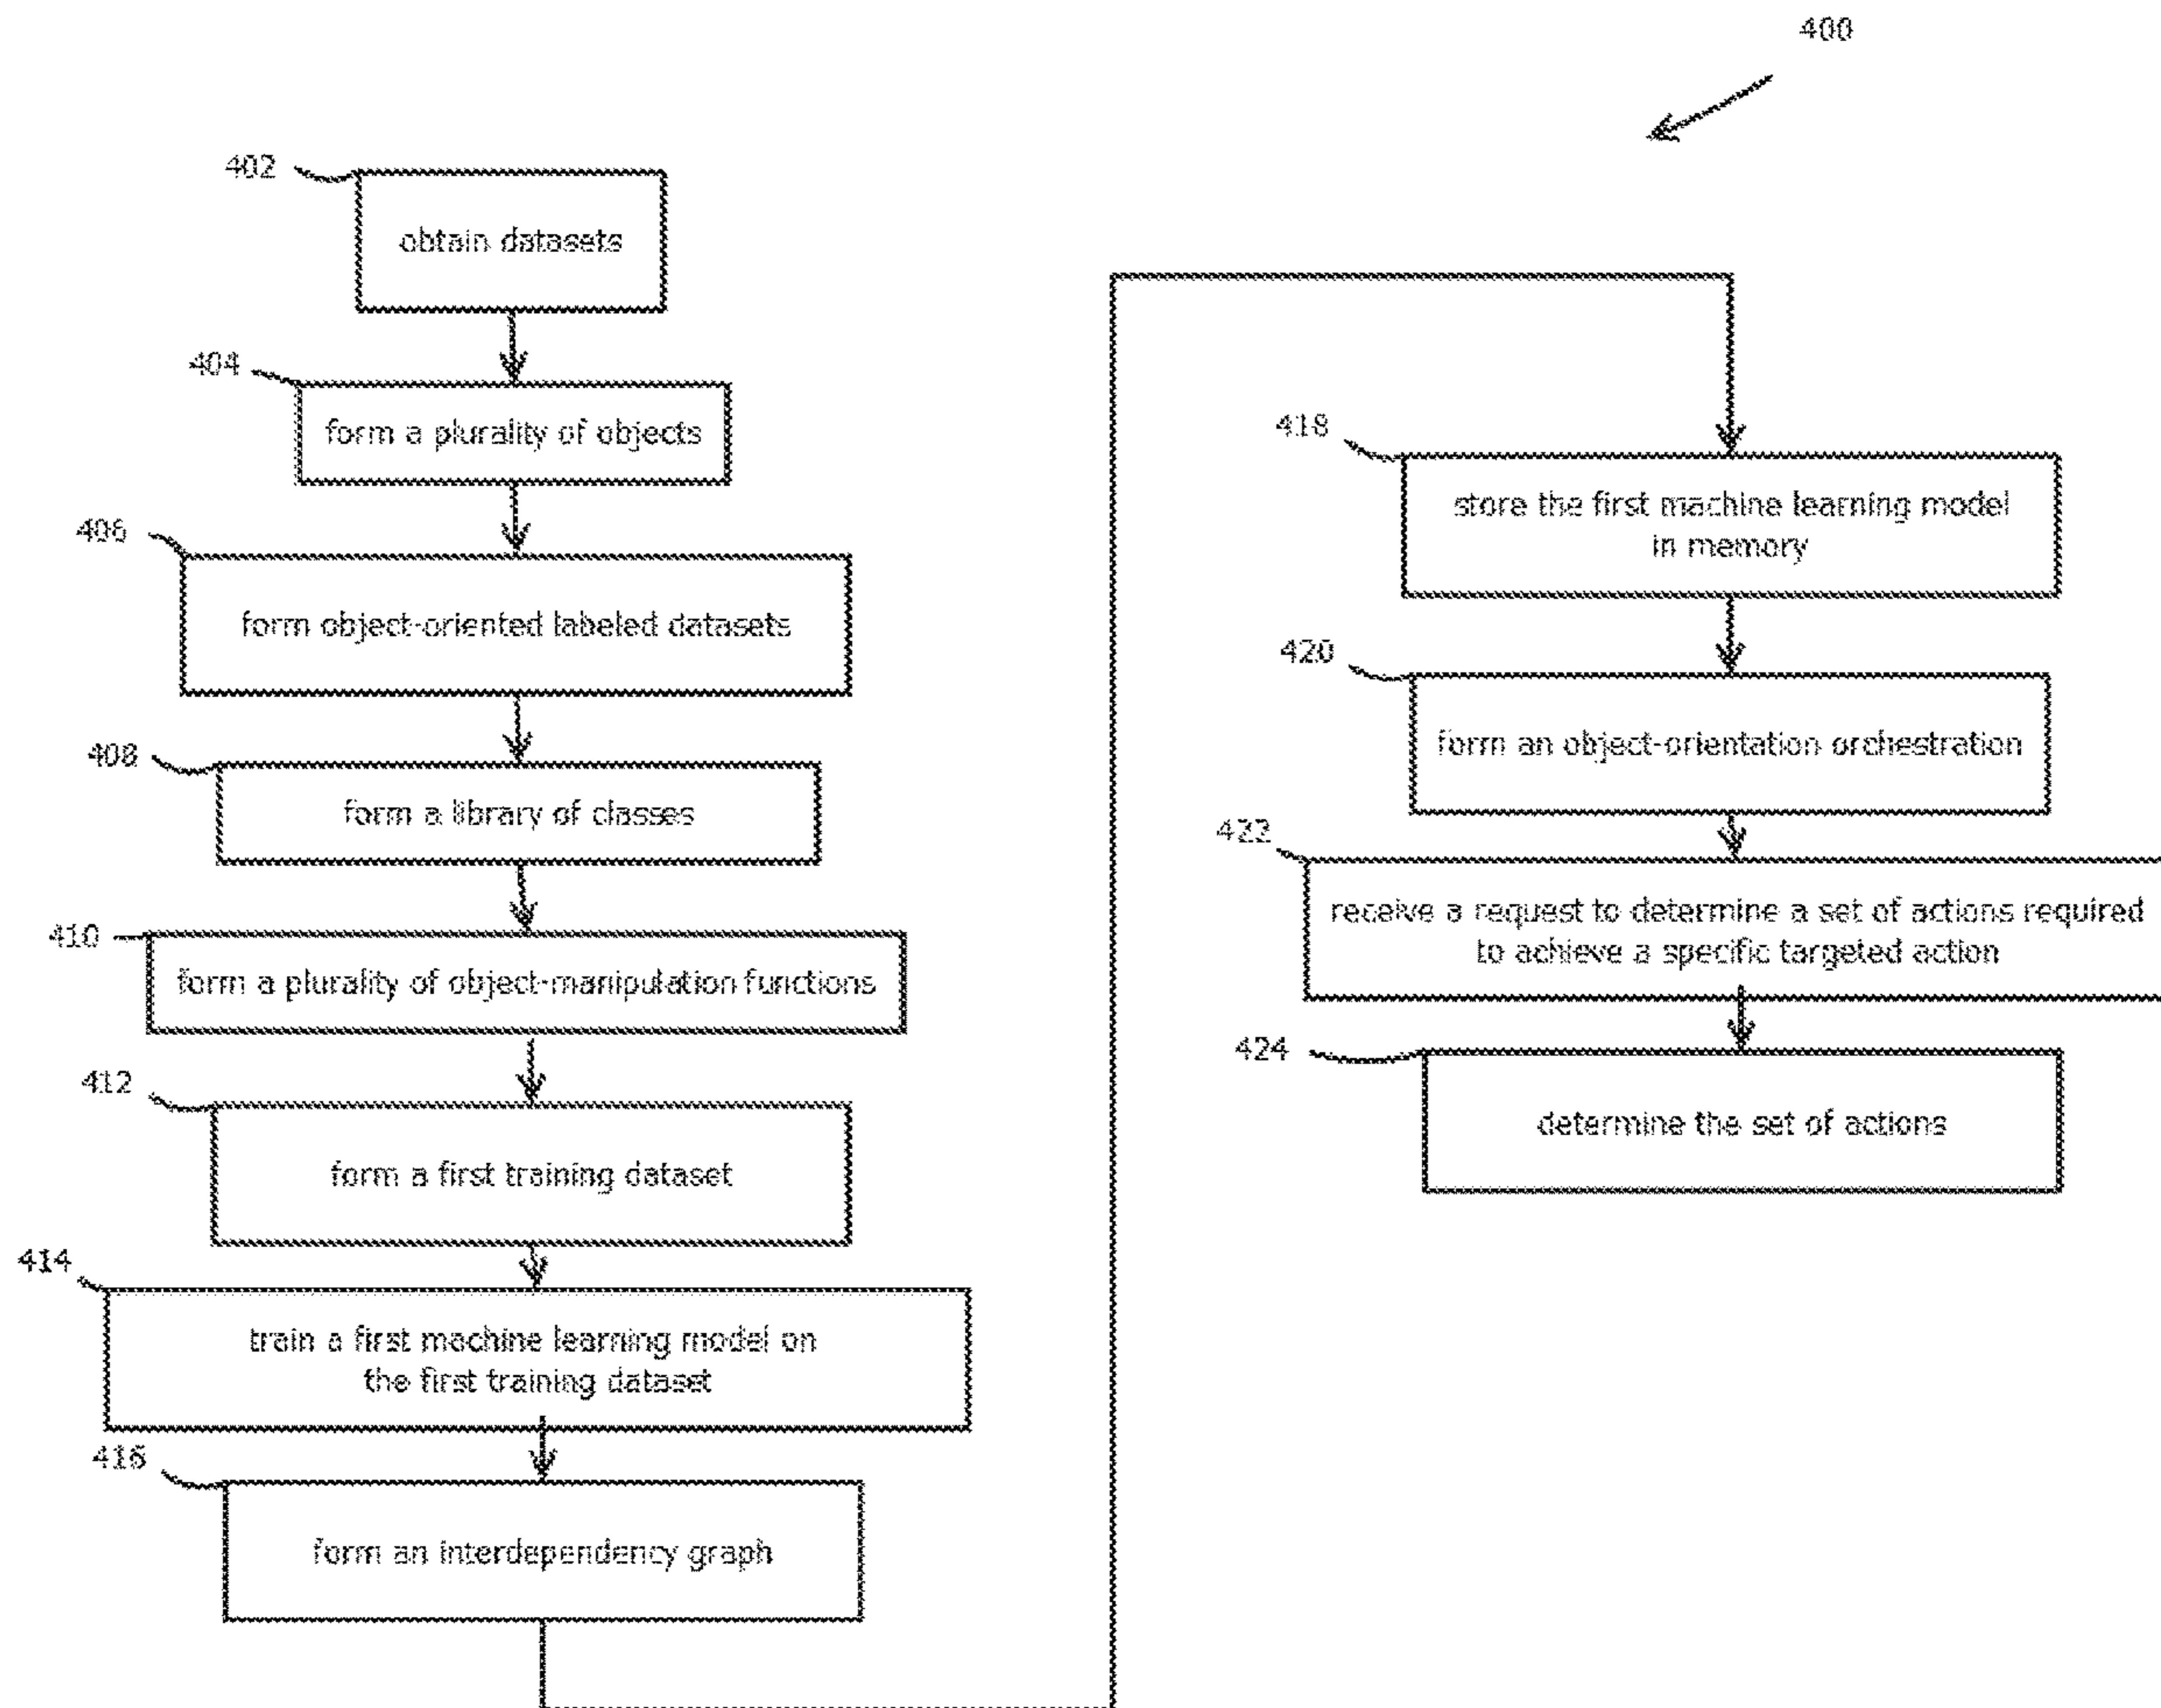 400
402
obtain datasets
404
form a plurality of objects
406
form object-oriented labeled datasets
408
form a library of classes
410
form a plurality of object-manipulation functions
412
form a first training dataset
414
train a first machine learning model on
the first training dataset
416
form an interdependency graph
418
store the first machine learning model
in memory
420
form an object-orientation orchestration
422
receive a request to determine a set of actions required
to achieve a specific targeted action
424
determine the set of actions